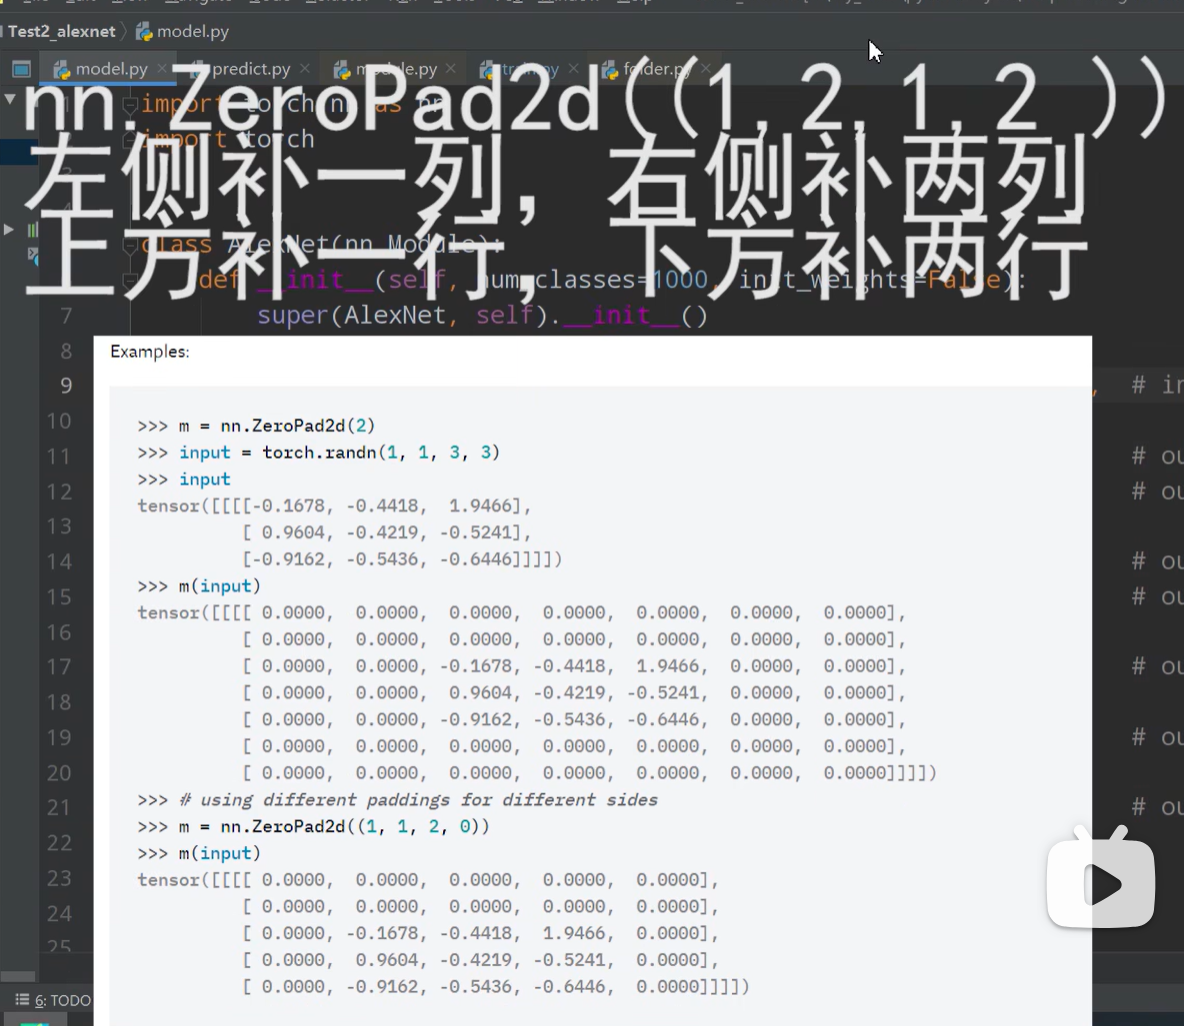 Test2_alexnet model.py
model.py predict.py module.py train.py folder.py
nn.ZeroPad2d((1,2,1,2))
import torch.nn as nn
import torch
左侧补一列，右侧补两列
上方补一行，下方补两行
class AlexNet(nn.Module):
def __init__(self, num_classes=1000, init_weights=False):
7 super(AlexNet, self).__init__()
8
Examples:
9 , # in
10
>>> m = nn.ZeroPad2d(2)
>>> input = torch.randn(1, 1, 3, 3)
11 # ou
>>> input
12 # ou
tensor([[[[-0.1678, -0.4418, 1.9466],
13
[ 0.9604, -0.4219, -0.5241],
14 # ou
[-0.9162, -0.5436, -0.6446]]]])
>>> m(input)
15 # ou
tensor([[[[ 0.0000, 0.0000, 0.0000, 0.0000, 0.0000, 0.0000, 0.0000],
16
[ 0.0000, 0.0000, 0.0000, 0.0000, 0.0000, 0.0000, 0.0000],
17 # ou
[ 0.0000, 0.0000, -0.1678, -0.4418, 1.9466, 0.0000, 0.0000],
18
[ 0.0000, 0.0000, 0.9604, -0.4219, -0.5241, 0.0000, 0.0000],
[ 0.0000, 0.0000, -0.9162, -0.5436, -0.6446, 0.0000, 0.0000],
19 # ou
[ 0.0000, 0.0000, 0.0000, 0.0000, 0.0000, 0.0000, 0.0000],
20
[ 0.0000, 0.0000, 0.0000, 0.0000, 0.0000, 0.0000, 0.0000]]]])
>>> # using different paddings for different sides
21 # ou
>>> m = nn.ZeroPad2d((1, 1, 2, 0))
22
>>> m(input)
23
tensor([[[[ 0.0000, 0.0000, 0.0000, 0.0000, 0.0000],
[ 0.0000, 0.0000, 0.0000, 0.0000, 0.0000],
24
[ 0.0000, -0.1678, -0.4418, 1.9466, 0.0000],
25
[ 0.0000, 0.9604, -0.4219, -0.5241, 0.0000],
[ 0.0000, -0.9162, -0.5436, -0.6446, 0.0000]]]])
6: TODO